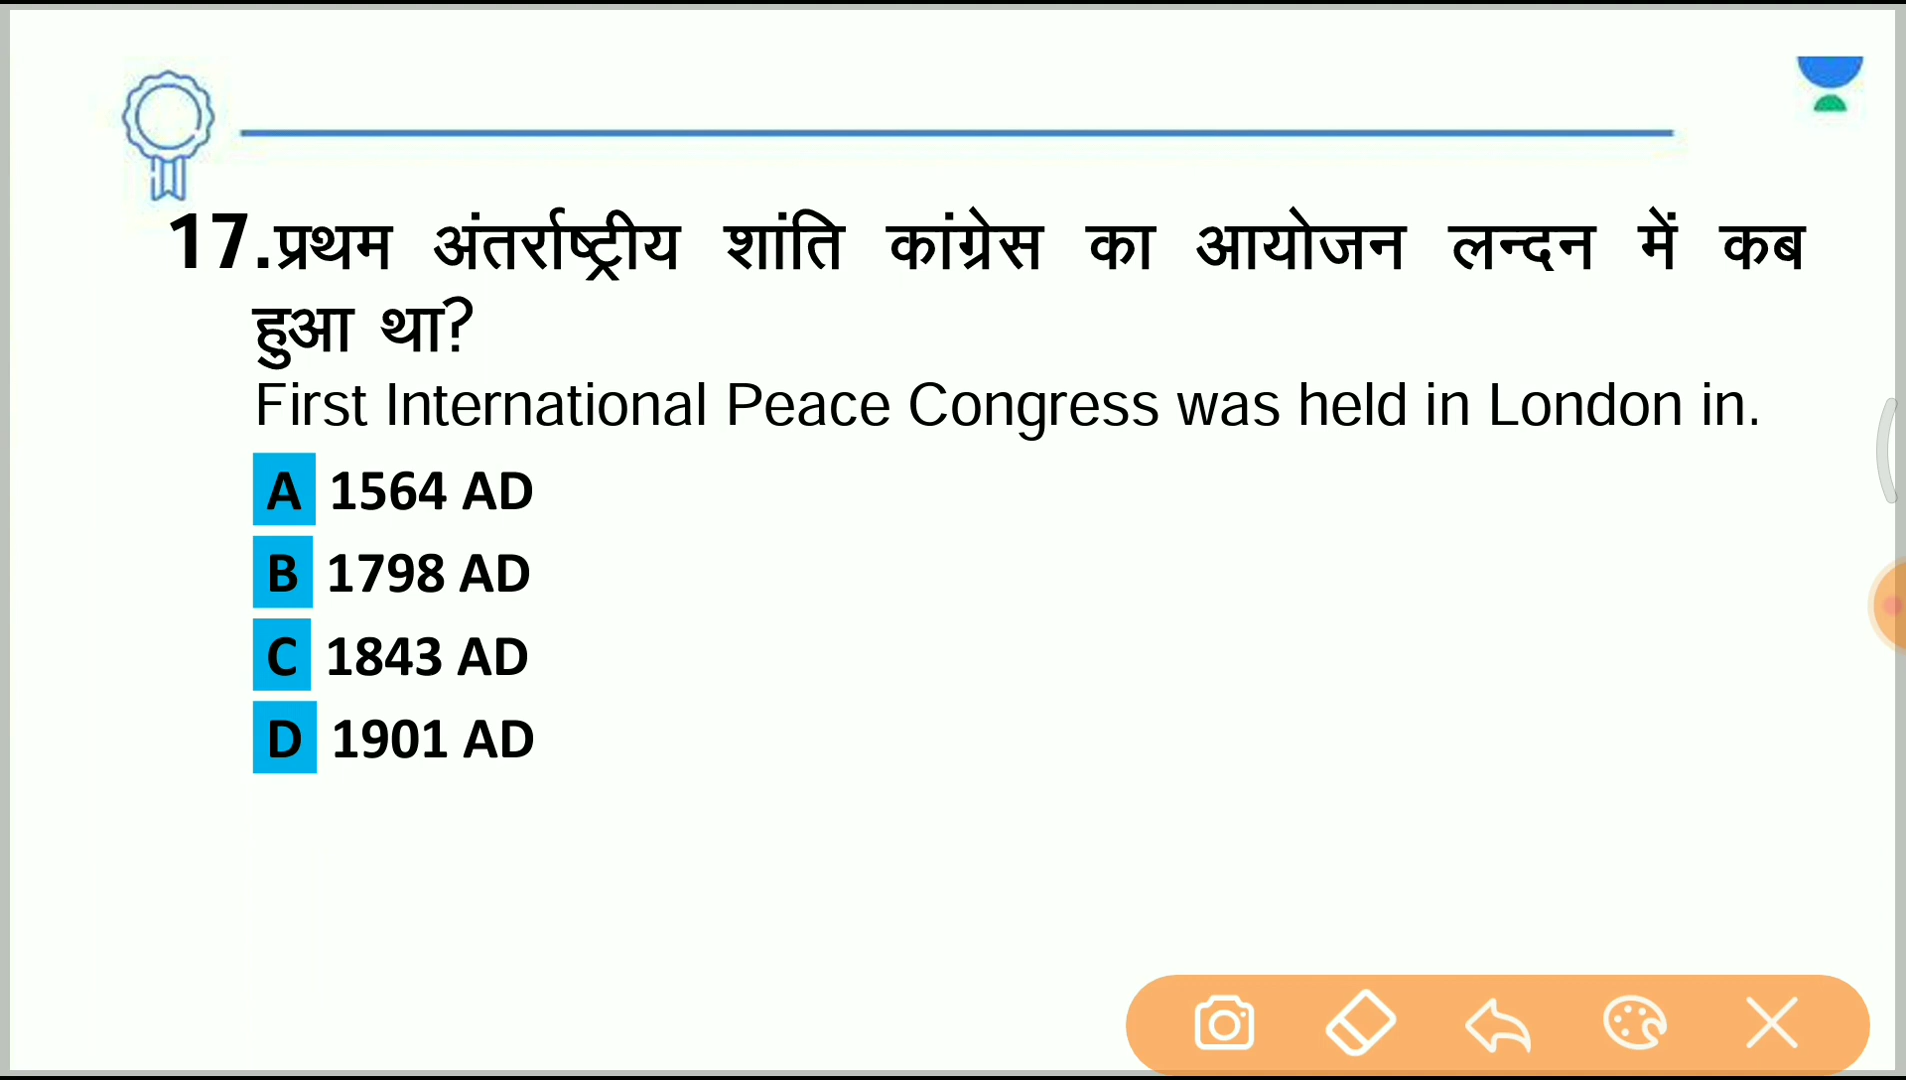 17.प्रथम अंतर्राष्ट्रीय शांति कांग्रेस का आयोजन लन्दन में कब
हुआ था?
First International Peace Congress was held in London in.
A 1564 AD
B 1798 AD
C 1843 AD
D 1901 AD